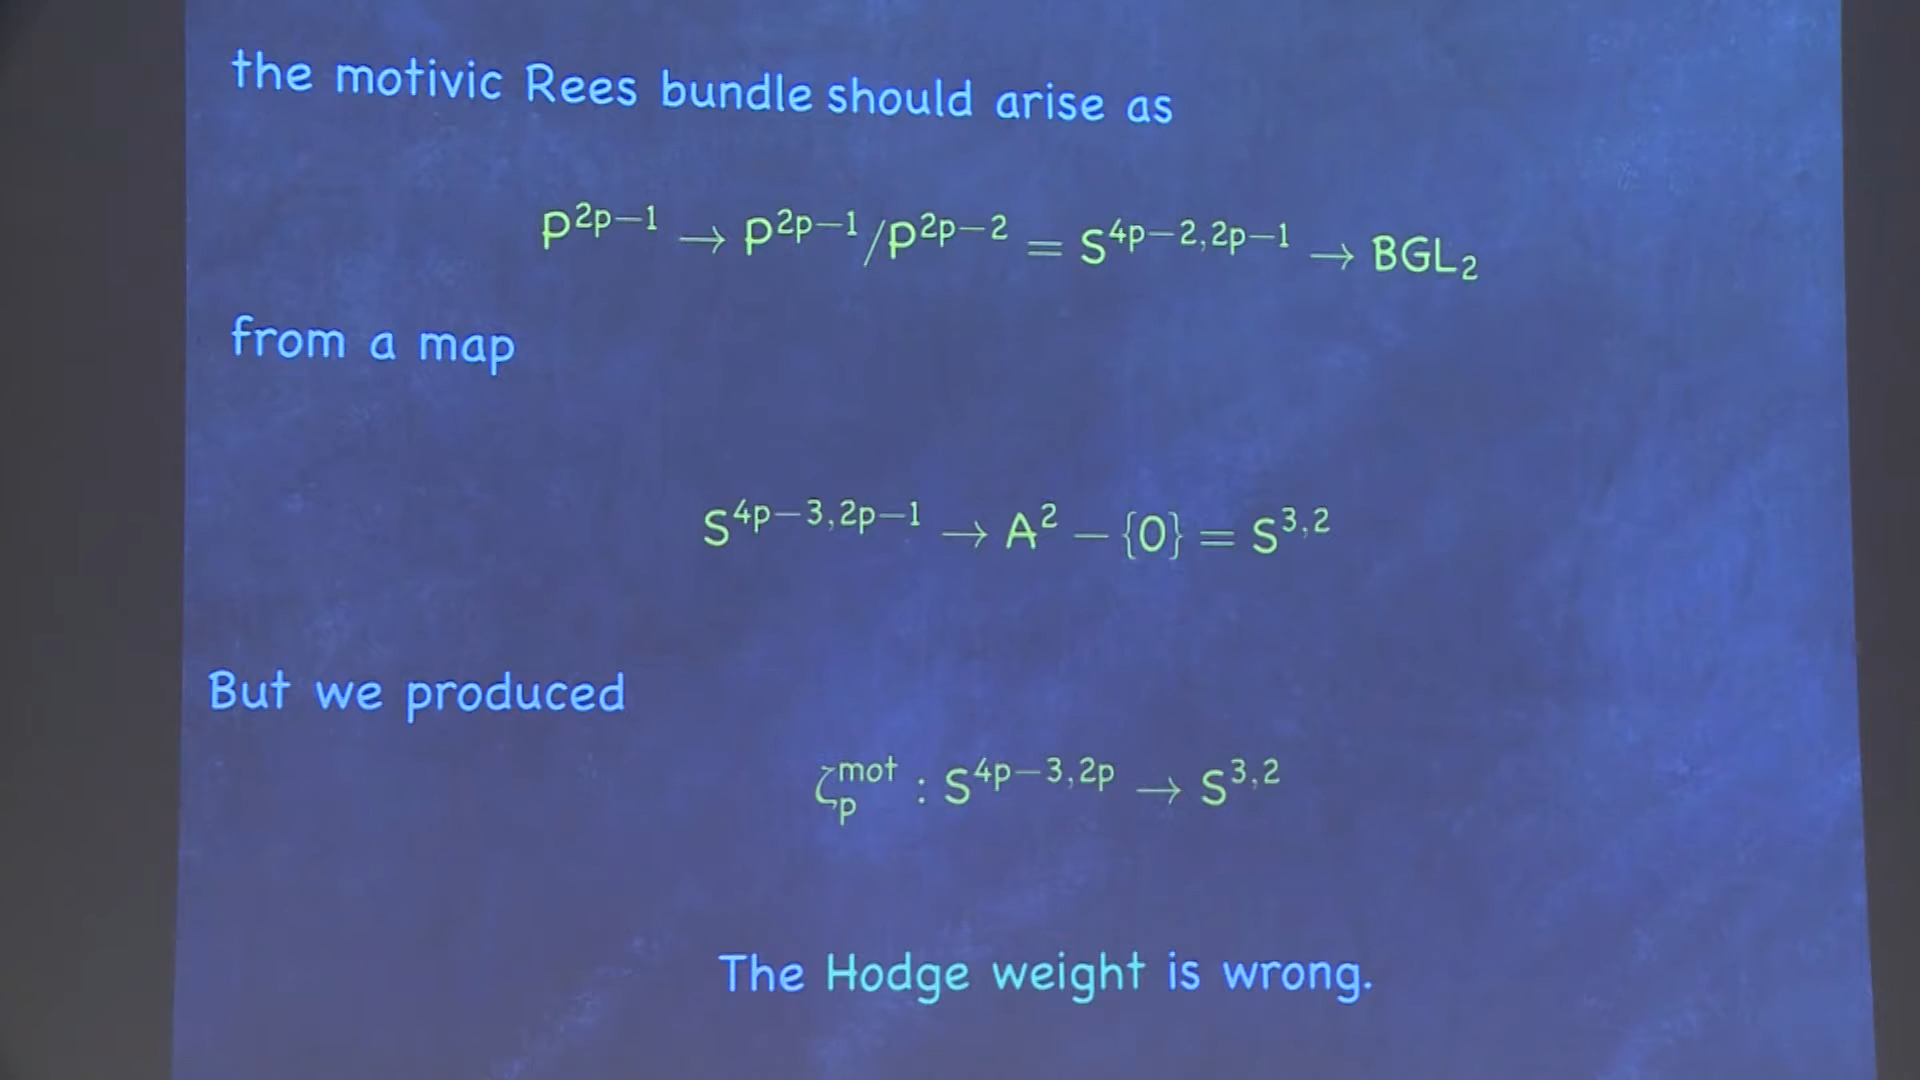 the motivic Rees bundle should arise as
P^{2p−1} → P^{2p−1}/P^{2p−2} = S^{4p−2,2p−1} → BGL_2
from a map
S^{4p−3,2p−1} → A^2 − {0} = S^{3,2}
But we produced
ζ_p^{mot} : S^{4p−3,2p} → S^{3,2}
The Hodge weight is wrong.